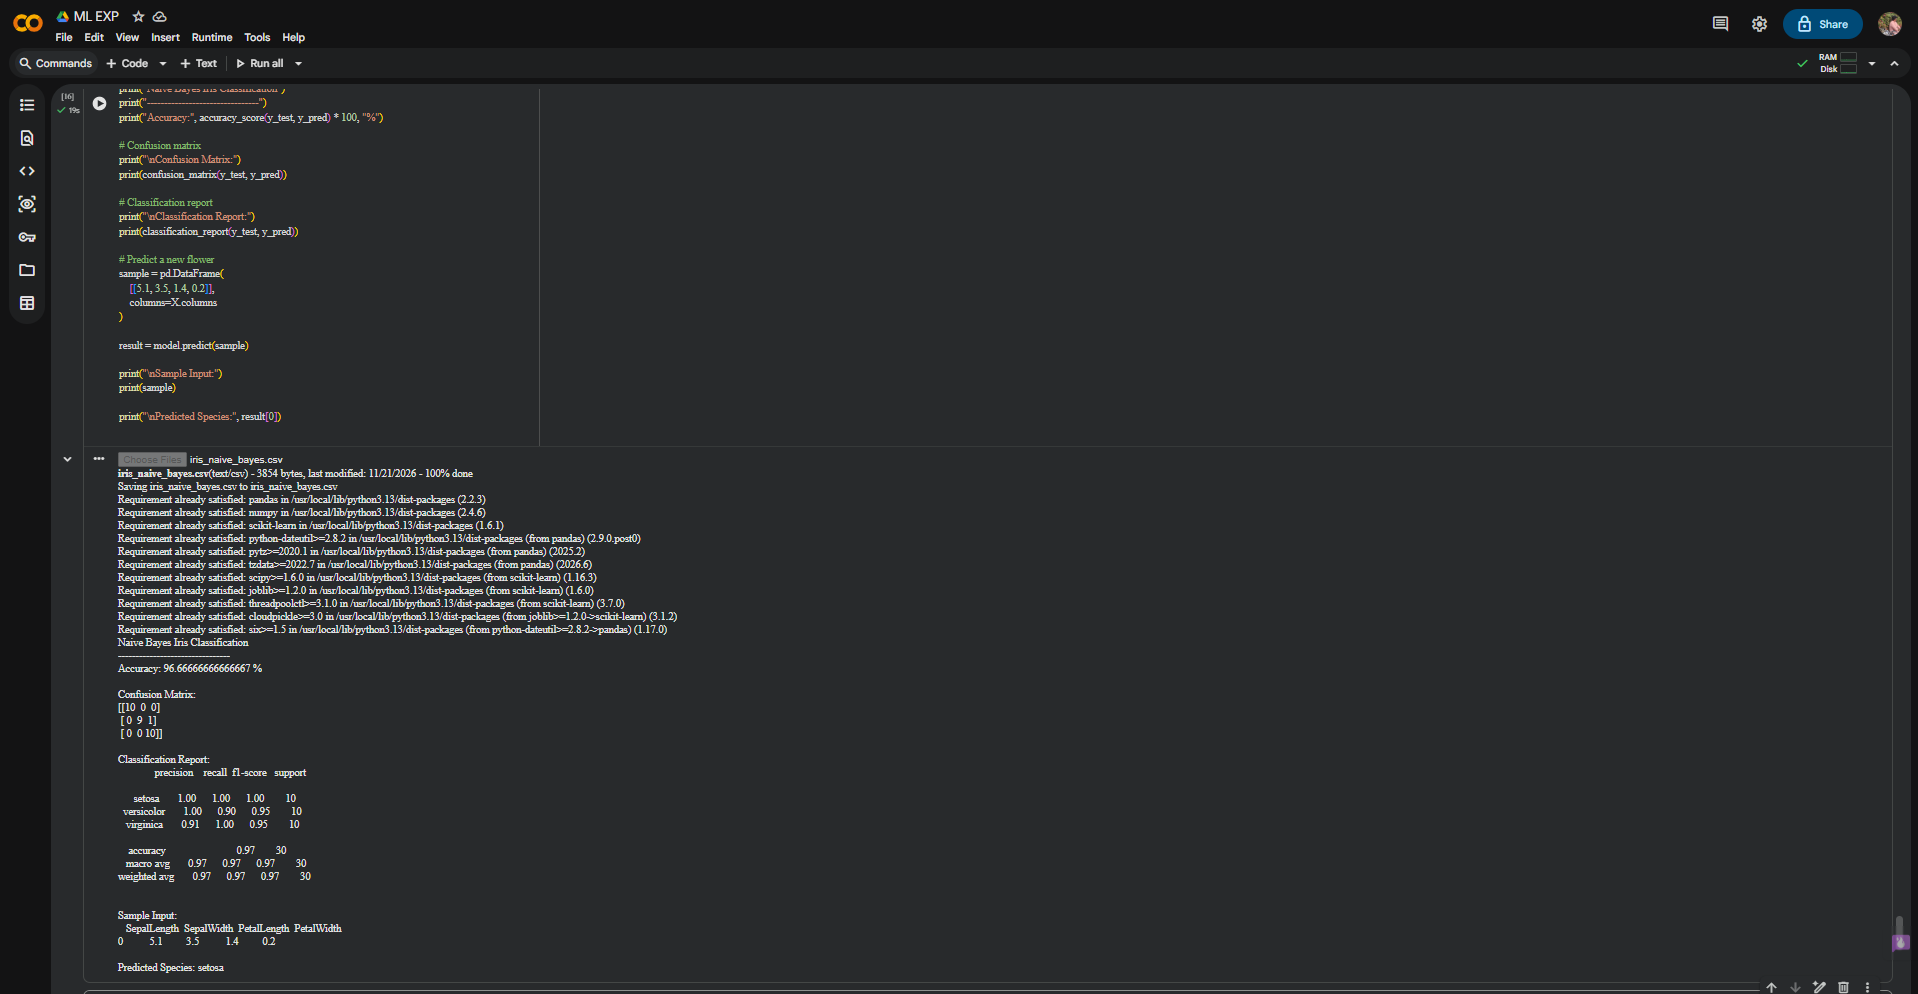 ML EXP
File Edit View Insert Runtime Tools Help
Share
Commands + Code + Text Run all
RAM
Disk
[16]
19s
print("Naive Bayes Iris Classification")
print("--------------------------------")
print("Accuracy:", accuracy_score(y_test, y_pred) * 100, "%")
# Confusion matrix
print("\nConfusion Matrix:")
print(confusion_matrix(y_test, y_pred))
# Classification report
print("\nClassification Report:")
print(classification_report(y_test, y_pred))
# Predict a new flower
sample = pd.DataFrame(
[[5.1, 3.5, 1.4, 0.2]],
columns=X.columns
)
result = model.predict(sample)
print("\nSample Input:")
print(sample)
print("\nPredicted Species:", result[0])
Choose Files iris_naive_bayes.csv
iris_naive_bayes.csv(text/csv) - 3854 bytes, last modified: 11/21/2026 - 100% done
Saving iris_naive_bayes.csv to iris_naive_bayes.csv
Requirement already satisfied: pandas in /usr/local/lib/python3.13/dist-packages (2.2.3)
Requirement already satisfied: numpy in /usr/local/lib/python3.13/dist-packages (2.4.6)
Requirement already satisfied: scikit-learn in /usr/local/lib/python3.13/dist-packages (1.6.1)
Requirement already satisfied: python-dateutil>=2.8.2 in /usr/local/lib/python3.13/dist-packages (from pandas) (2.9.0.post0)
Requirement already satisfied: pytz>=2020.1 in /usr/local/lib/python3.13/dist-packages (from pandas) (2025.2)
Requirement already satisfied: tzdata>=2022.7 in /usr/local/lib/python3.13/dist-packages (from pandas) (2026.6)
Requirement already satisfied: scipy>=1.6.0 in /usr/local/lib/python3.13/dist-packages (from scikit-learn) (1.16.3)
Requirement already satisfied: joblib>=1.2.0 in /usr/local/lib/python3.13/dist-packages (from scikit-learn) (1.6.0)
Requirement already satisfied: threadpoolctl>=3.1.0 in /usr/local/lib/python3.13/dist-packages (from scikit-learn) (3.7.0)
Requirement already satisfied: cloudpickle>=3.0 in /usr/local/lib/python3.13/dist-packages (from joblib>=1.2.0->scikit-learn) (3.1.2)
Requirement already satisfied: six>=1.5 in /usr/local/lib/python3.13/dist-packages (from python-dateutil>=2.8.2->pandas) (1.17.0)
Naive Bayes Iris Classification
--------------------------------
Accuracy: 96.66666666666667 %
Confusion Matrix:
[[10 0 0]
[ 0 9 1]
[ 0 0 10]]
Classification Report:
precision recall f1-score support
setosa 1.00 1.00 1.00 10
versicolor 1.00 0.90 0.95 10
virginica 0.91 1.00 0.95 10
accuracy 0.97 30
macro avg 0.97 0.97 0.97 30
weighted avg 0.97 0.97 0.97 30
Sample Input:
SepalLength SepalWidth PetalLength PetalWidth
0 5.1 3.5 1.4 0.2
Predicted Species: setosa